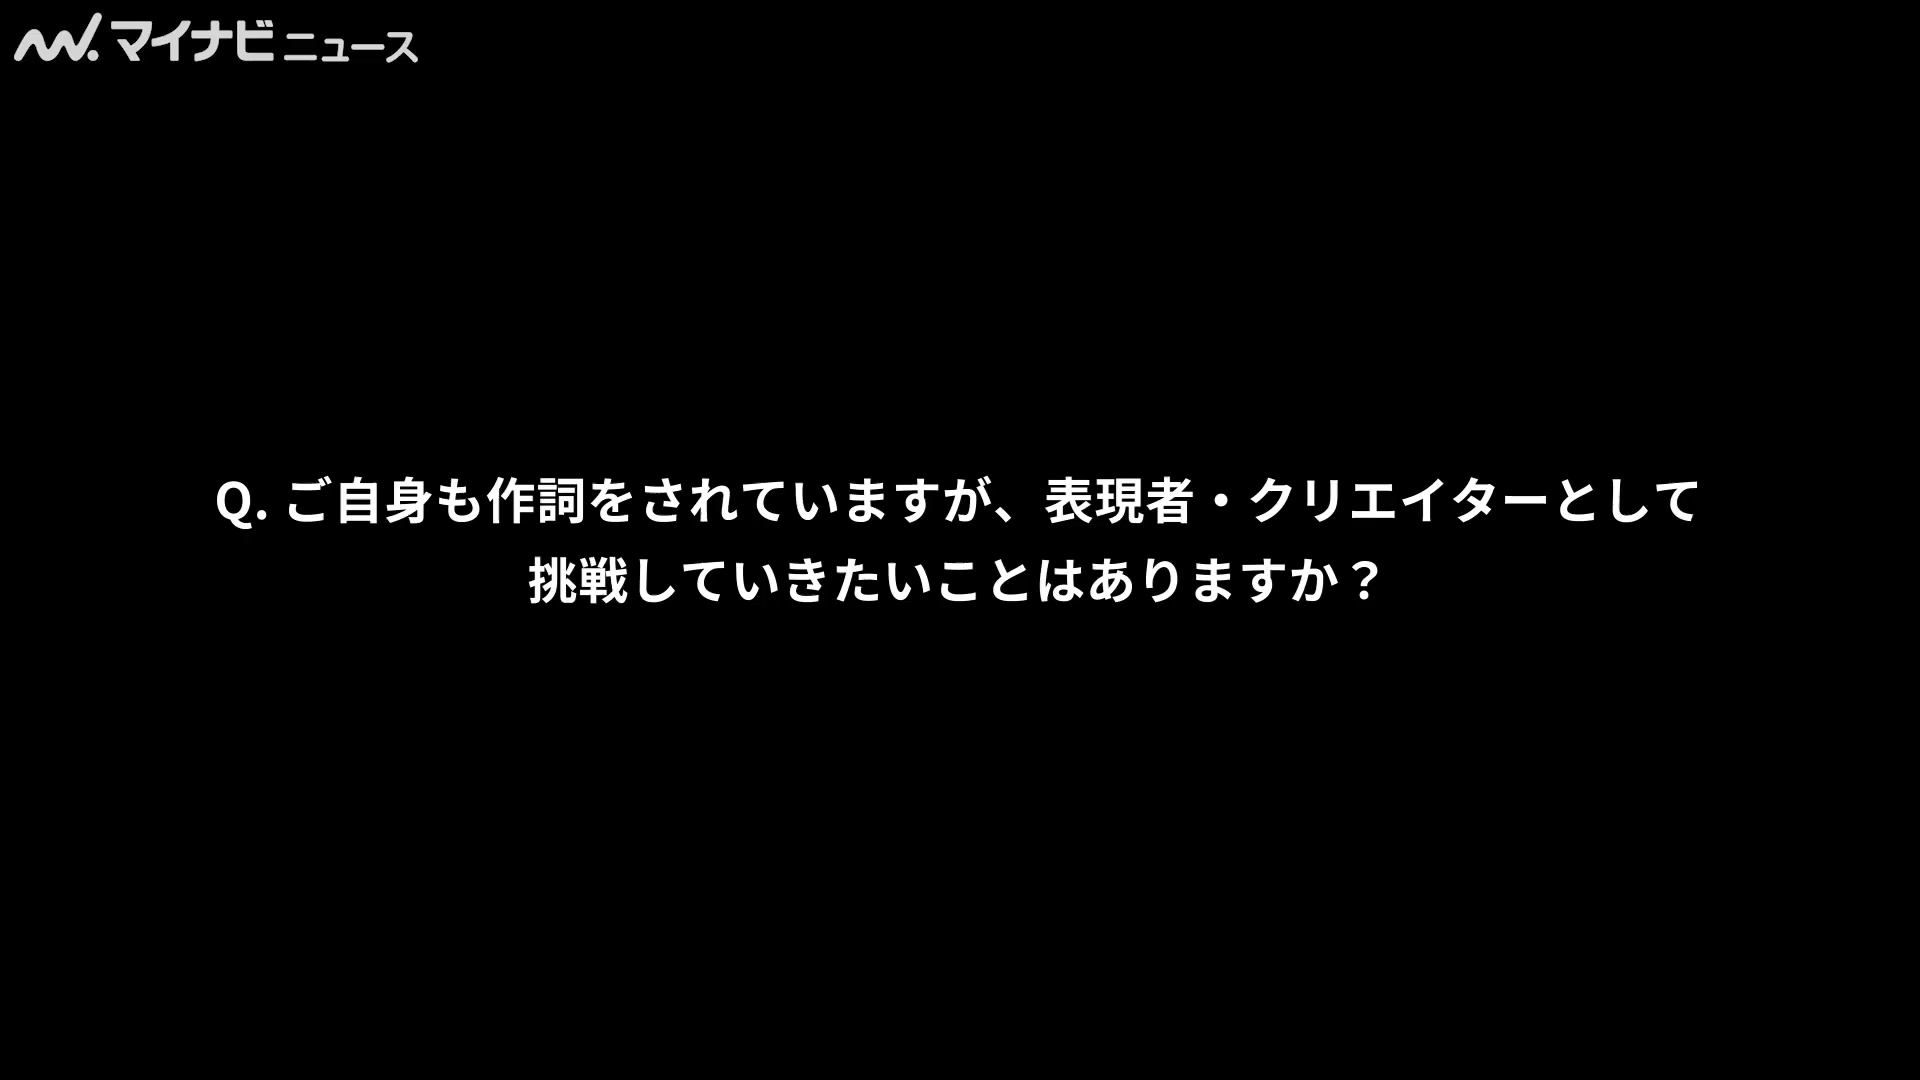 マイナビニュース
Q. ご自身も作詞をされていますが、表現者・クリエイターとして
挑戦していきたいことはありますか？